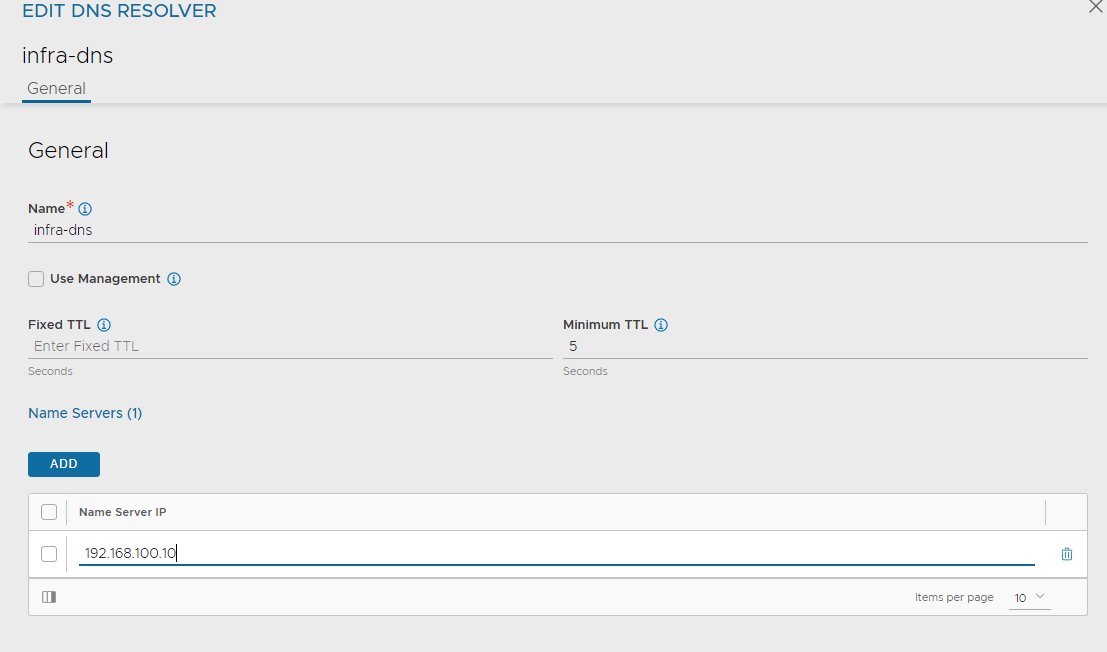 EDIT DNS RESOLVER
infra-dns
General
General
Name*
infra-dns
Use Management
Fixed TTL Minimum TTL
Enter Fixed TTL 5
Seconds Seconds
Name Servers (1)
ADD
Name Server IP
192.168.100.10
Items per page 10